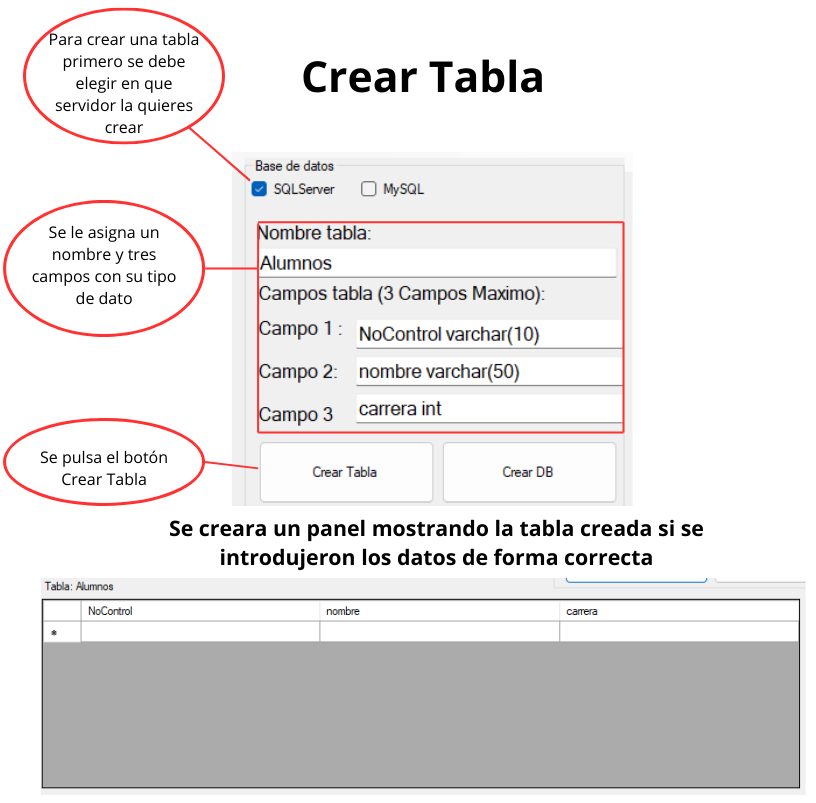 Para crear una tabla
primero se debe
elegir en que
servidor la quieres
crear
Crear Tabla
Base de datos
SQLServer
MySQL
Se le asigna un
nombre y tres
campos con su tipo
de dato
Nombre tabla:
Alumnos
Campos tabla (3 Campos Maximo):
Campo 1 :
NoControl varchar(10)
Campo 2:
nombre varchar(50)
Campo 3
carrera int
Se pulsa el botón
Crear Tabla
Crear Tabla
Crear DB
Se creara un panel mostrando la tabla creada si se
introdujeron los datos de forma correcta
Tabla: Alumnos
NoControl
nombre
carrera